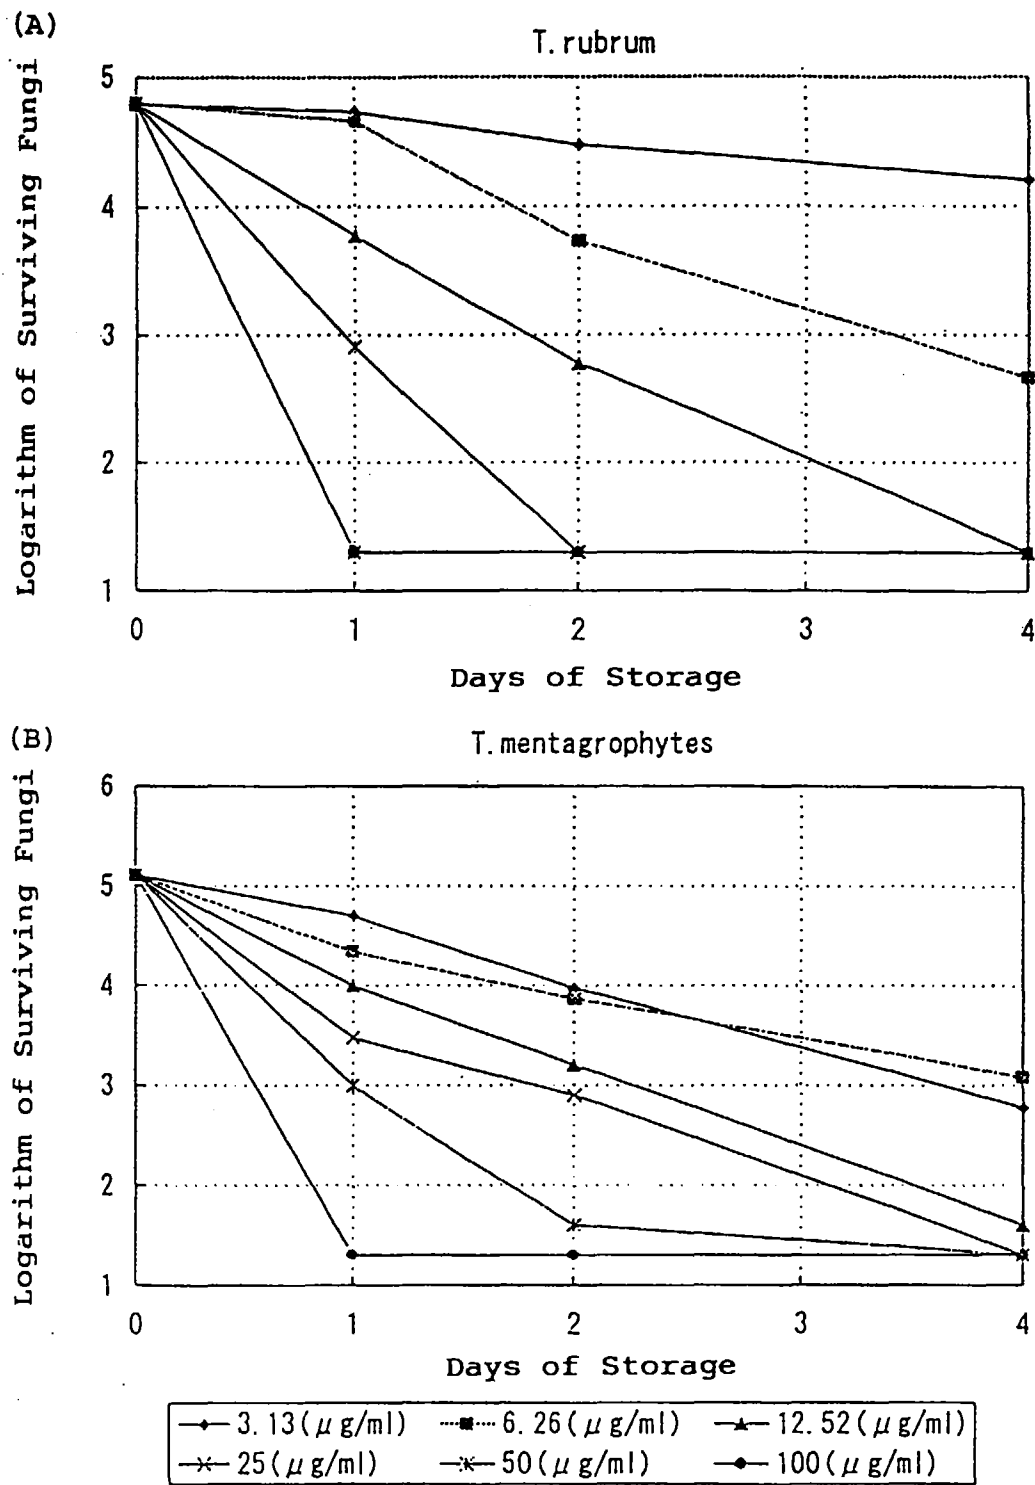 (A)
T. rubrum
Logarithm of Surviving Fungi
5
4
3
2
1
0 1 2 3 4
Days of Storage
(B)
T. mentagrophytes
Logarithm of Surviving Fungi
6
5
4
3
2
1
0 1 2 3 4
Days of Storage
3.13(μg/ml) 6.26(μg/ml) 12.52(μg/ml)
25(μg/ml) 50(μg/ml) 100(μg/ml)